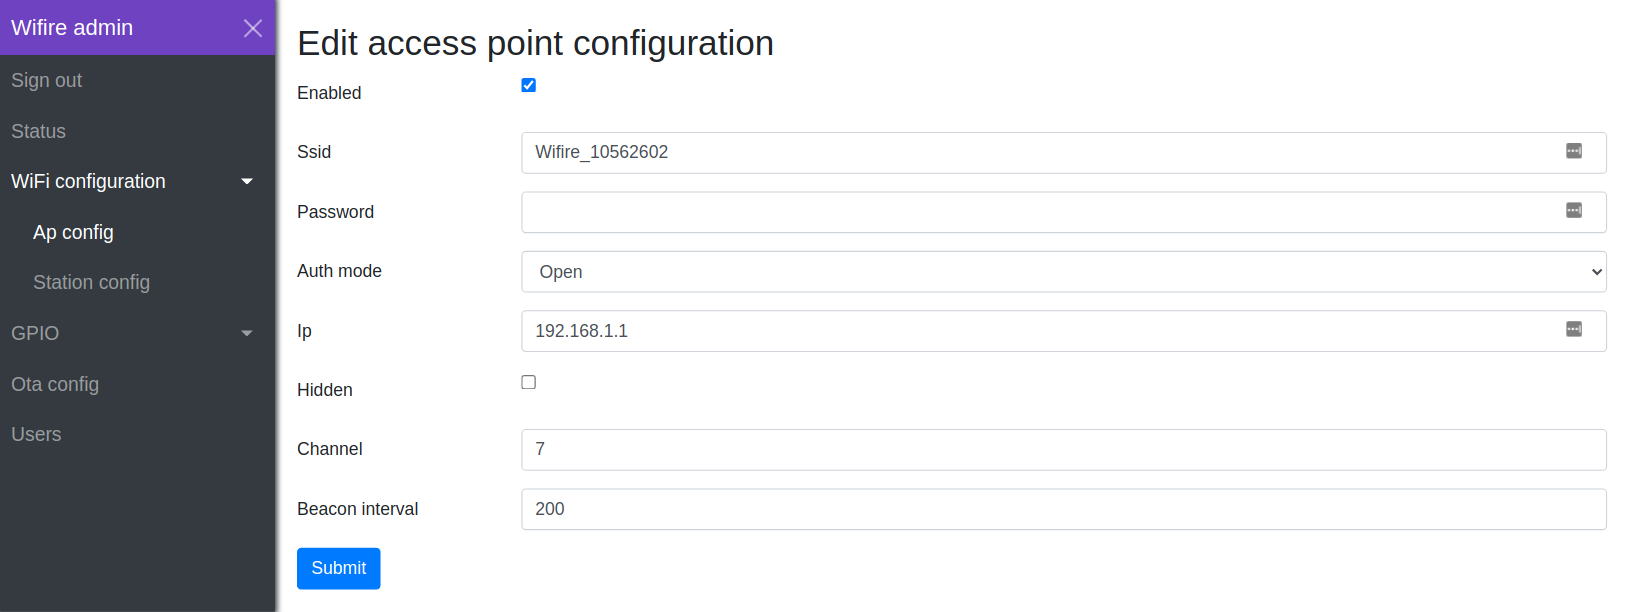 Wifire admin
Sign out
Status
WiFi configuration
Ap config
Station config
GPIO
Ota config
Users
Edit access point configuration
Enabled
Ssid Wifire_10562602
Password
Auth mode Open
Ip 192.168.1.1
Hidden
Channel 7
Beacon interval 200
Submit